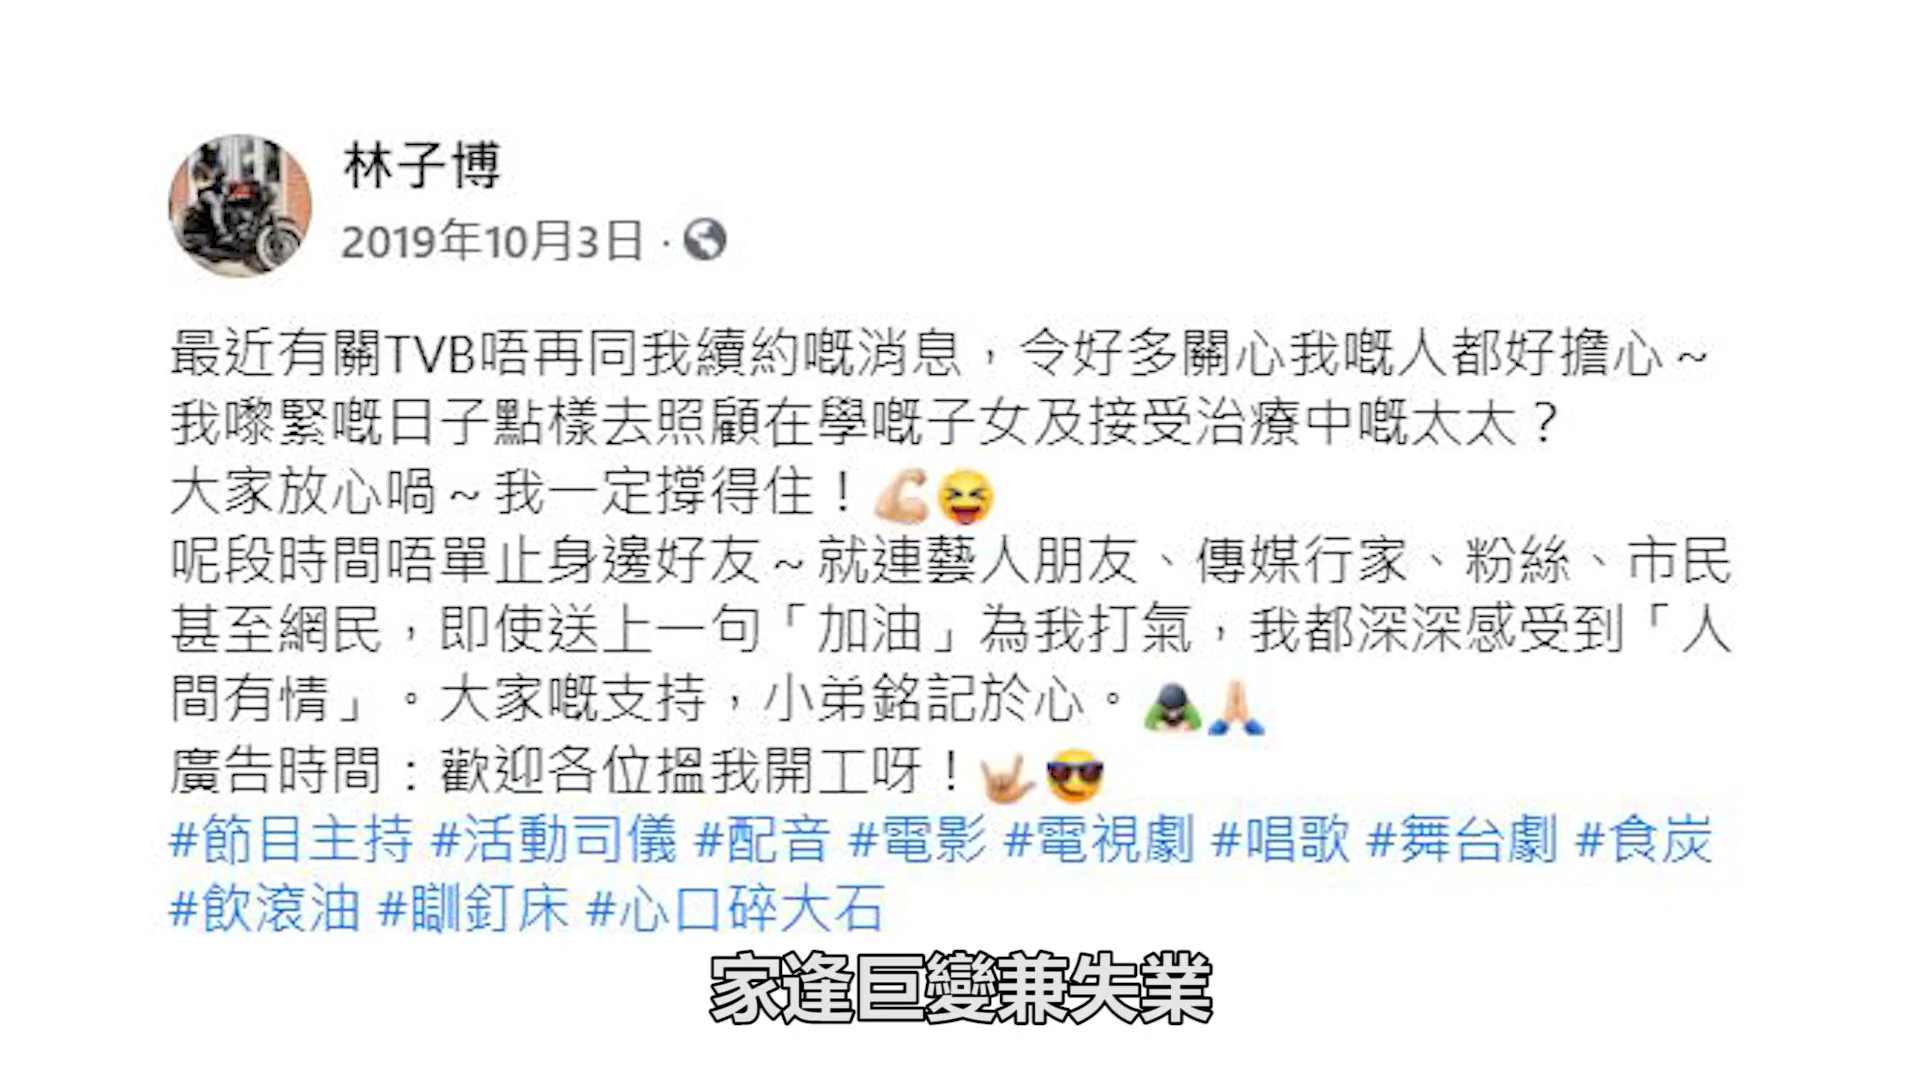 林子博
2019年10月3日 ·
最近有關TVB唔再同我續約嘅消息，令好多關心我嘅人都好擔心～
我嚟緊嘅日子點樣去照顧在學嘅子女及接受治療中嘅太太？
大家放心喎～我一定撐得住！💪🏼😝
呢段時間唔單止身邊好友～就連藝人朋友、傳媒行家、粉絲、市民
甚至網民，即使送上一句「加油」為我打氣，我都深深感受到「人
間有情」。大家嘅支持，小弟銘記於心。🙇🏻‍♂️🙏🏼
廣告時間：歡迎各位搵我開工呀！🤟🏼😎
#節目主持 #活動司儀 #配音 #電影 #電視劇 #唱歌 #舞台劇 #食炭
#飲滾油 #瞓釘床 #心口碎大石
家逢巨變兼失業